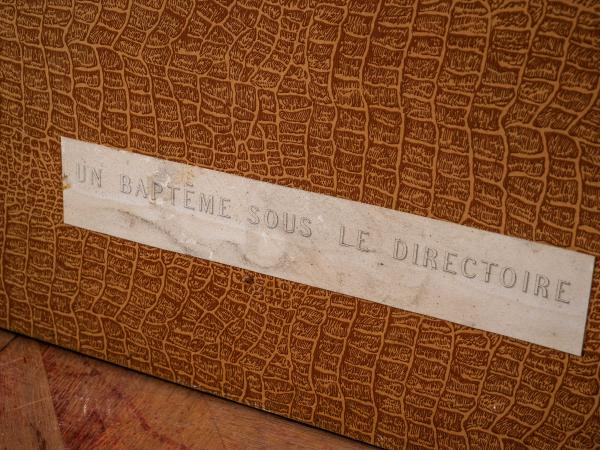 UN BAPTÊME SOUS LE DIRECTOIRE